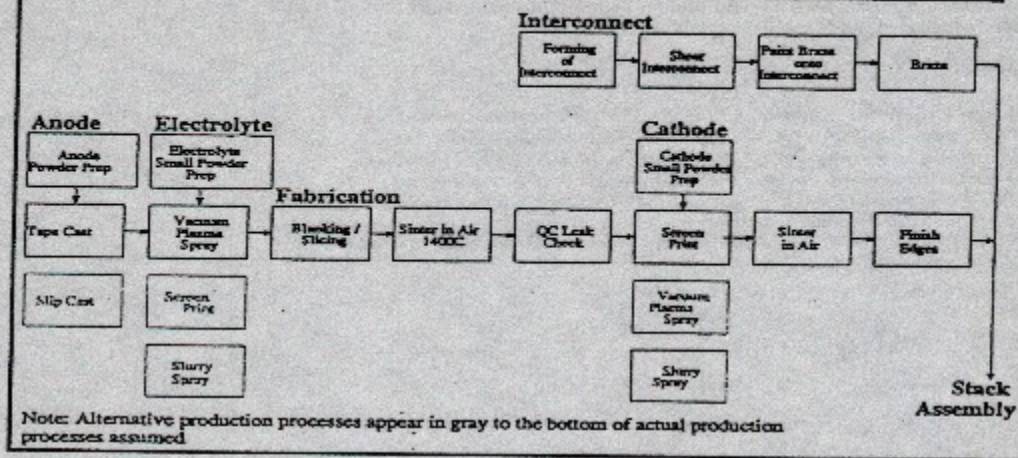 Interconnect
Forming
of
Interconnect
Shear
Interconnect
Paint Braze
onto
Interconnect
Braze
Anode
Anode
Powder Prep
Electrolyte
Electrolyte
Small Powder
Prep
Cathode
Cathode
Small Powder
Prep
Fabrication
Tape Cast
Vacuum
Plasma
Spray
Blanking /
Slicing
Sinter in Air
1400C
QC Leak
Check
Screen
Print
Sinter
in Air
Finish
Edges
Slip Cast
Screen
Print
Vacuum
Plasma
Spray
Slurry
Spray
Slurry
Spray
Stack
Assembly
Note: Alternative production processes appear in gray to the bottom of actual production
processes assumed